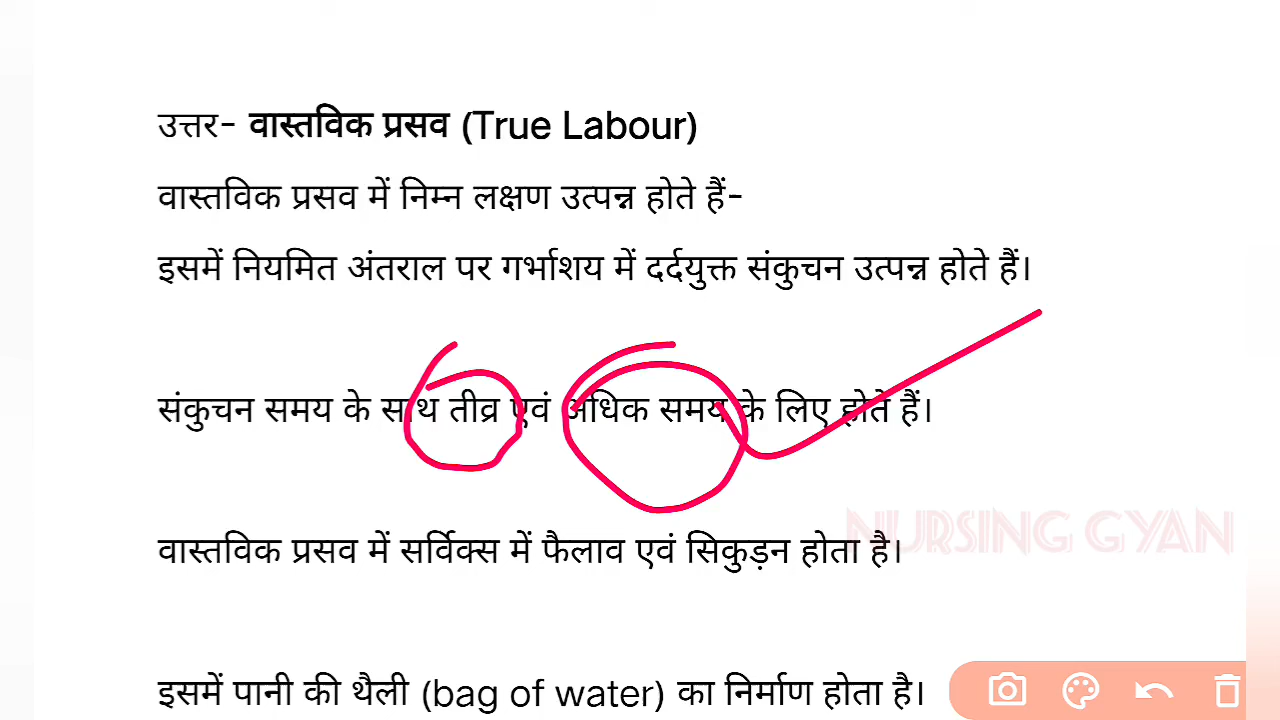 उत्तर- वास्तविक प्रसव (True Labour)
वास्तविक प्रसव में निम्न लक्षण उत्पन्न होते हैं-
इसमें नियमित अंतराल पर गर्भाशय में दर्दयुक्त संकुचन उत्पन्न होते हैं।
संकुचन समय के साथ तीव्र एवं अधिक समय के लिए होते हैं।
NURSING GYAN
वास्तविक प्रसव में सर्विक्स में फैलाव एवं सिकुड़न होता है।
इसमें पानी की थैली (bag of water) का निर्माण होता है।